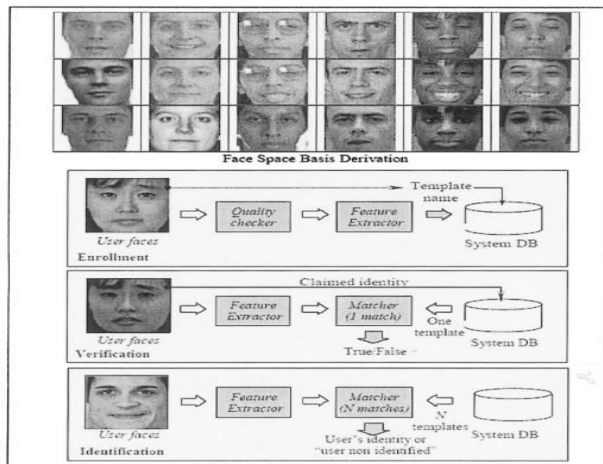 Face Space Basis Derivation
Template
name
Quality
checker
Feature
Extractor
User faces
System DB
Enrollment
Claimed identity
Feature
Extractor
Matcher
(1 match)
One
template
User faces
System DB
Verification
True/False
Feature
Extractor
Matcher
(N matches)
N
templates
User faces
System DB
Identification
User's identity or
"user non identified"